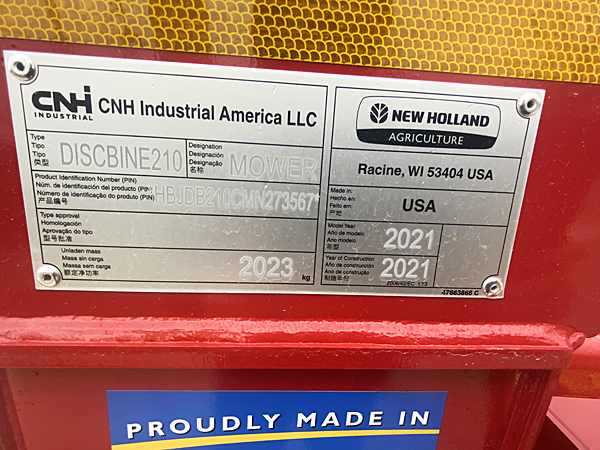 CNH INDUSTRIAL CNH Industrial America LLC
Type
Tipo
Tipo
类型
DISCBINE210
Designation
Designación
Designação
名称
MOWER
Product Identification Number (PIN)
Núm. de identificación del producto (PIN)
Número de identificação do produto (PIN)
产品编号
HBJDB210CMN273567*
Type approval
Homologación
Aprovação do tipo
型号批准
Unladen mass
Masa sin carga
Massa sem carga
额定净功率
2023 kg
NEW HOLLAND
AGRICULTURE
Racine, WI 53404 USA
Made in:
Hecho en:
Feito em:
产地
USA
Model Year
Año de modelo
Ano de modelo
年型
2021
Year of Construction
Año de construcción
Ano de construção
制造年份
2021
2006/42/EC 1.7.3
47663868 C
PROUDLY MADE IN